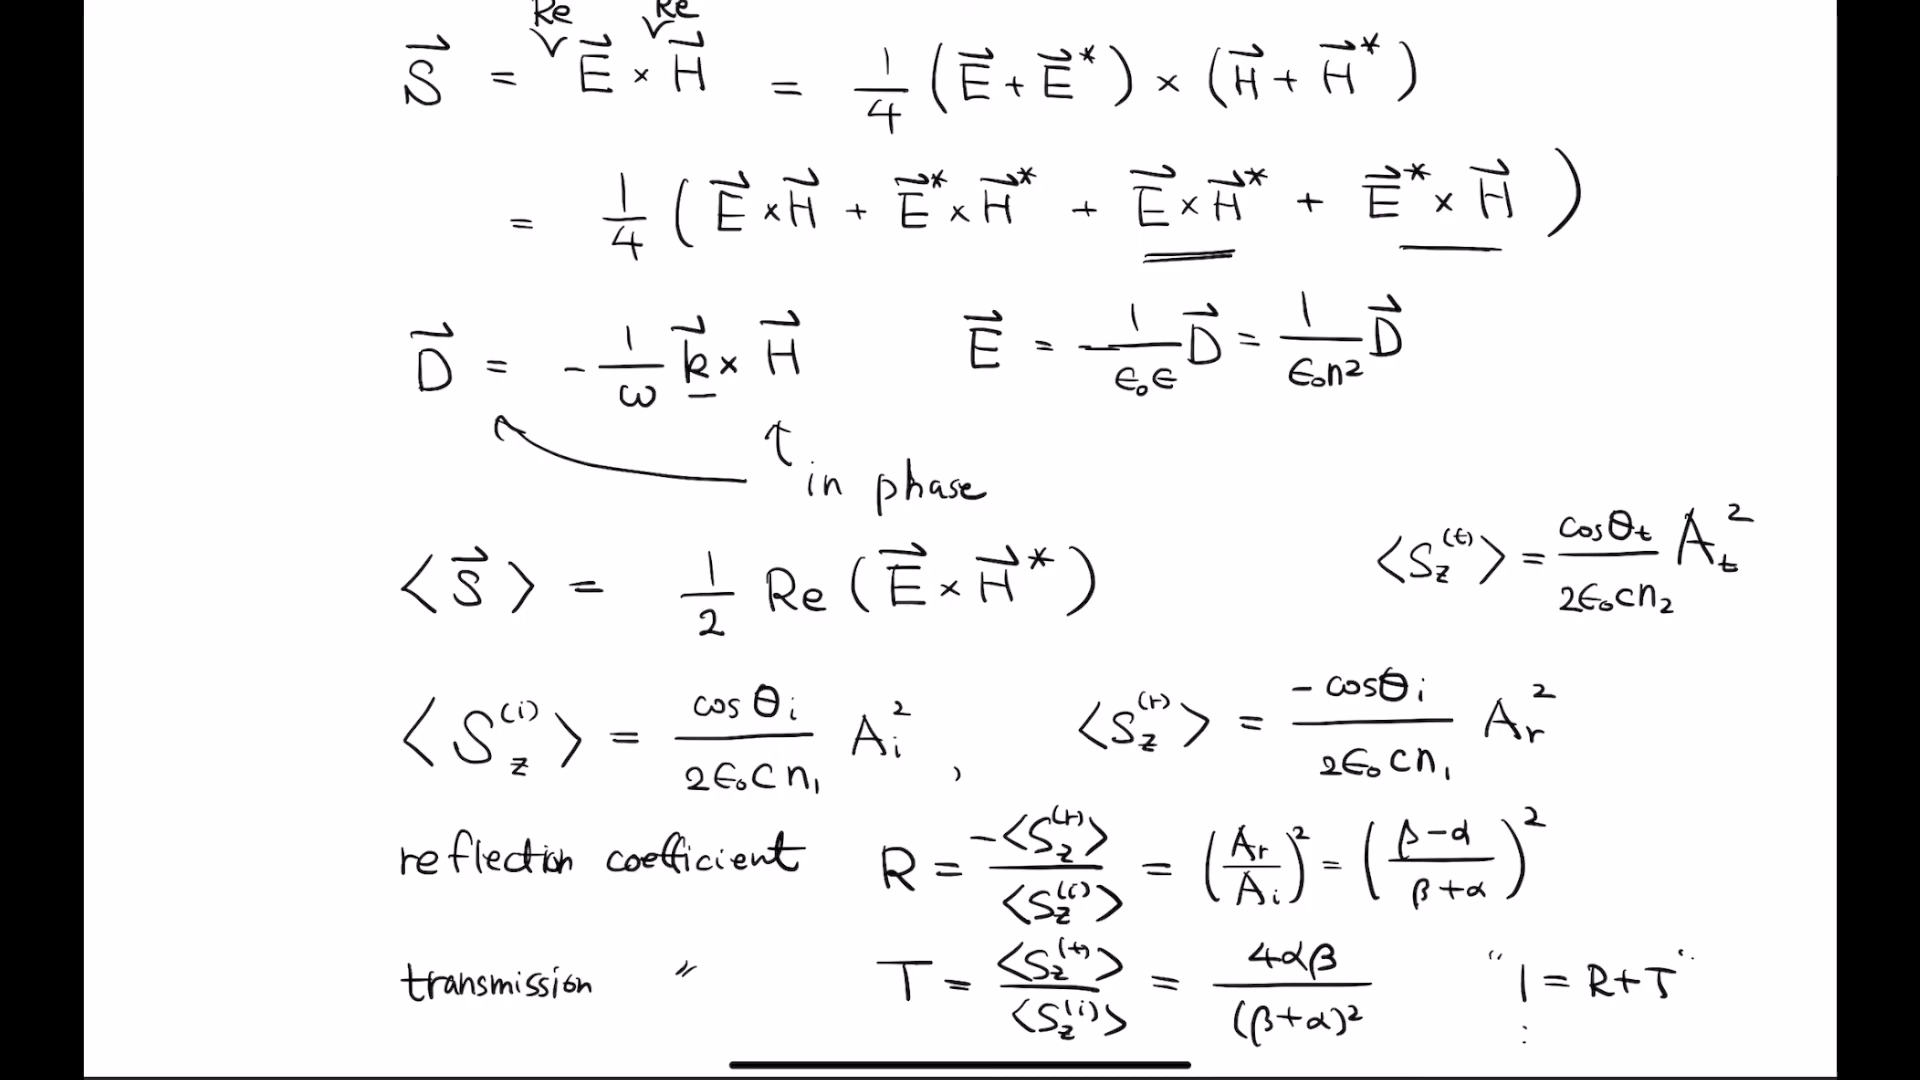 Re Re
S⃗ = E⃗ × H⃗ = 1/4 (E⃗ + E⃗*) × (H⃗ + H⃗*)
= 1/4 (E⃗ × H⃗ + E⃗* × H⃗* + E⃗ × H⃗* + E⃗* × H⃗)
D⃗ = - 1/ω k⃗ × H⃗ E⃗ = 1/ϵ₀ϵ D⃗ = 1/ϵ₀n² D⃗
in phase
<S⃗> = 1/2 Re (E⃗ × H⃗*) <S_z^(t)> = cosθ_t/2ϵ₀cn₂ A_t²
<S_z^(i)> = cosθ_i/2ϵ₀cn₁ A_i² , <S_z^(r)> = -cosθ_i/2ϵ₀cn₁ A_r²
reflection coefficient R = -<S_z^(r)>/<S_z^(i)> = (A_r/A_i)² = (β-α/β+α)²
transmission 〃 T = <S_z^(t)>/<S_z^(i)> = 4αβ/(β+α)² "1 = R+T"